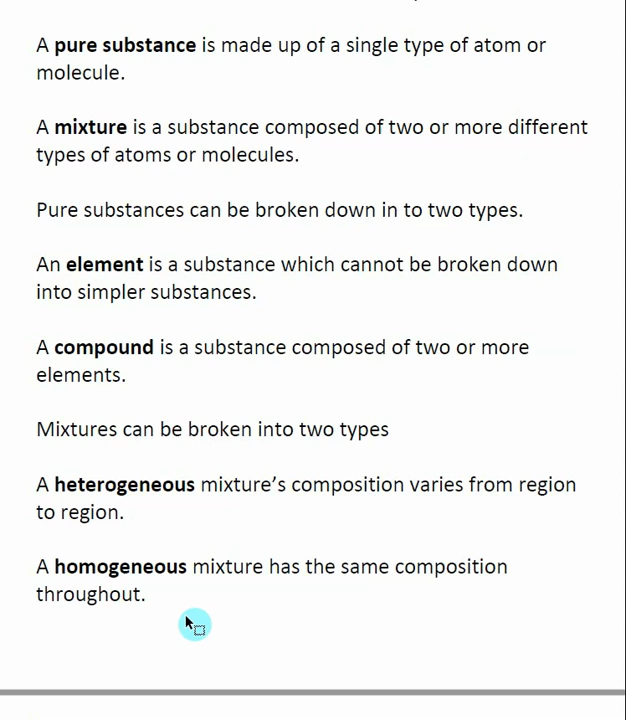 A pure substance is made up of a single type of atom or
molecule.
A mixture is a substance composed of two or more different
types of atoms or molecules.
Pure substances can be broken down in to two types.
An element is a substance which cannot be broken down
into simpler substances.
A compound is a substance composed of two or more
elements.
Mixtures can be broken into two types
A heterogeneous mixture’s composition varies from region
to region.
A homogeneous mixture has the same composition
throughout.